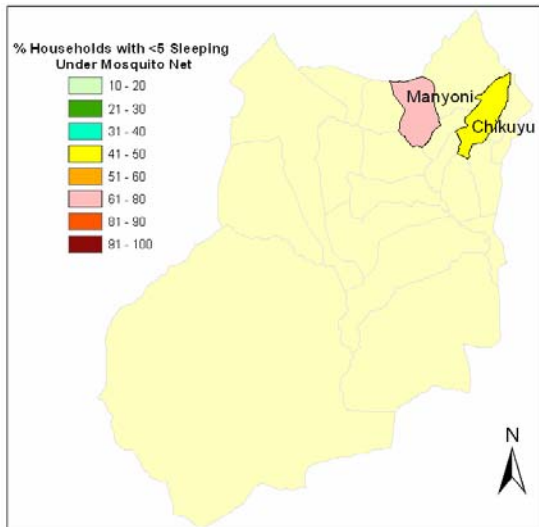 % Households with <5 Sleeping
Under Mosquito Net
10 - 20
21 - 30
31 - 40
41 - 50
51 - 60
61 - 80
81 - 90
91 - 100
Manyoni
Chikuyu
N